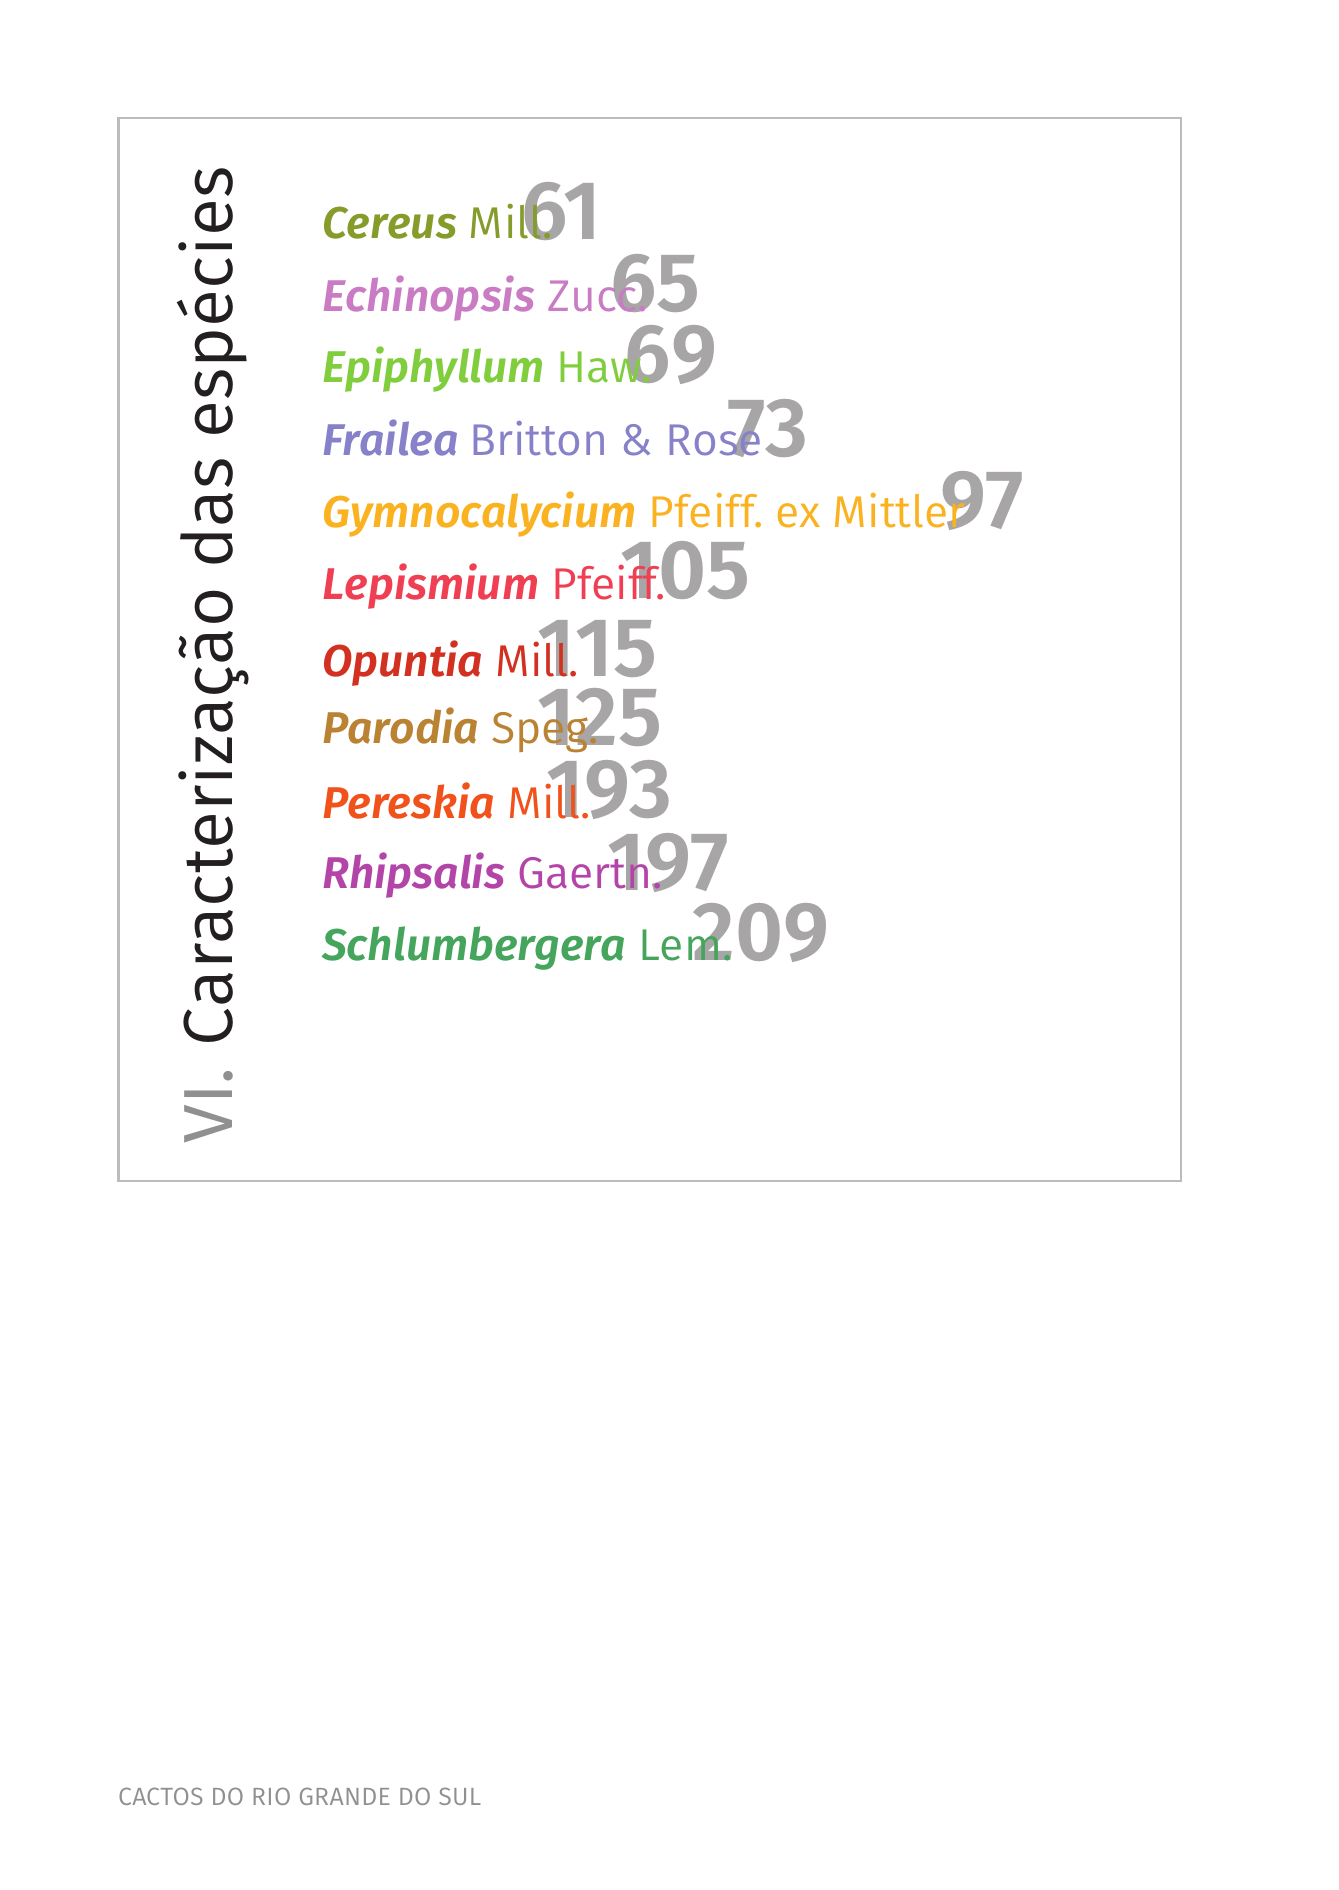 VI. Caracterização das espécies
Cereus Mill. 61
Echinopsis Zucc. 65
Epiphyllum Haw. 69
Frailea Britton & Rose 73
Gymnocalycium Pfeiff. ex Mittler 97
Lepismium Pfeiff. 105
Opuntia Mill. 115
Parodia Speg. 125
Pereskia Mill. 193
Rhipsalis Gaertn. 197
Schlumbergera Lem. 209
CACTOS DO RIO GRANDE DO SUL